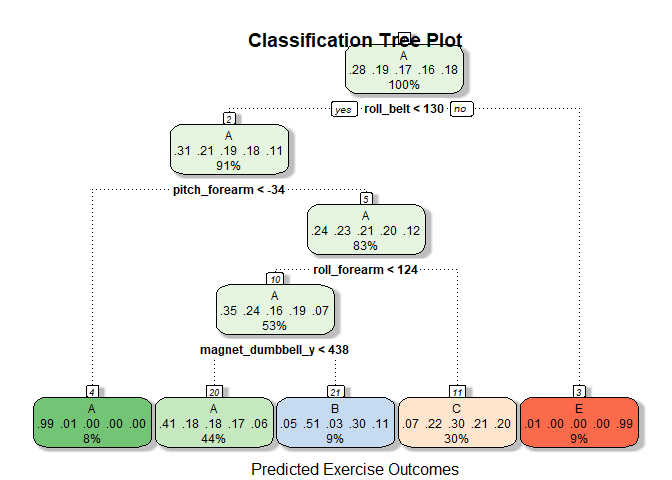 Classification Tree Plot
A
.28 .19 .17 .16 .18
100%
yes roll_belt < 130 no
2
A
.31 .21 .19 .18 .11
91%
pitch_forearm < -34
5
A
.24 .23 .21 .20 .12
83%
roll_forearm < 124
10
A
.35 .24 .16 .19 .07
53%
magnet_dumbbell_y < 438
4 20 21 11 3
A A B C E
.99 .01 .00 .00 .00 .41 .18 .18 .17 .06 .05 .51 .03 .30 .11 .07 .22 .30 .21 .20 .01 .00 .00 .00 .99
8% 44% 9% 30% 9%
Predicted Exercise Outcomes